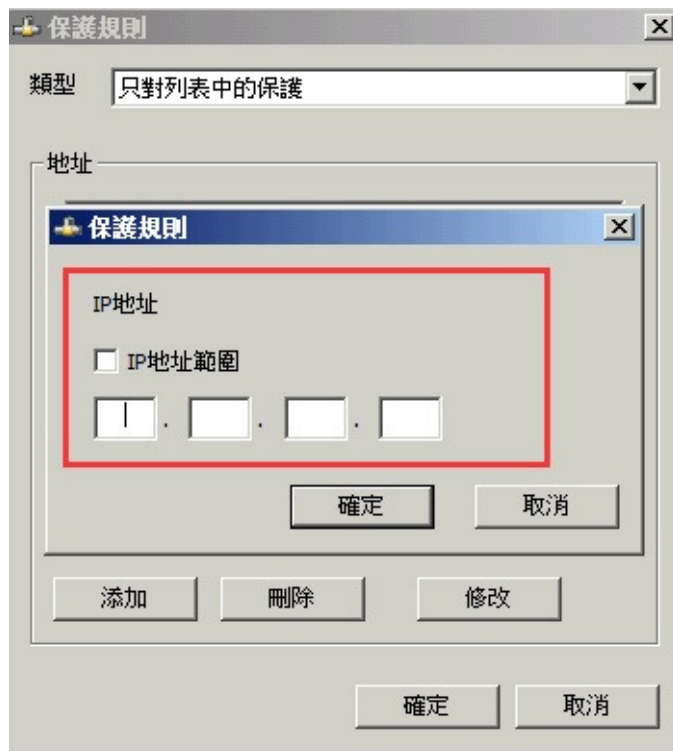 保護規則
類型 只對列表中的保護
地址
保護規則
IP地址
IP地址範圍
. . .
確定 取消
添加 刪除 修改
確定 取消